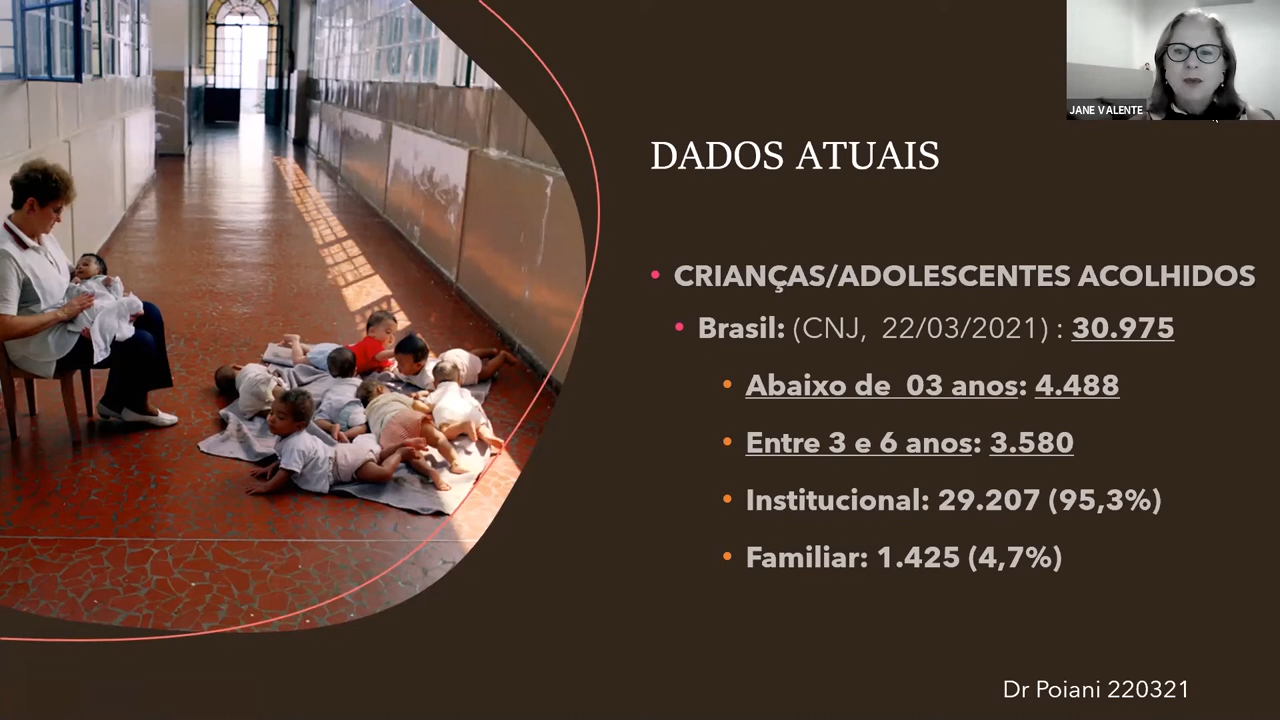 JANE VALENTE
DADOS ATUAIS
• CRIANÇAS/ADOLESCENTES ACOLHIDOS
• Brasil: (CNJ, 22/03/2021) : 30.975
• Abaixo de 03 anos: 4.488
• Entre 3 e 6 anos: 3.580
• Institucional: 29.207 (95,3%)
• Familiar: 1.425 (4,7%)
Dr Poiani 220321